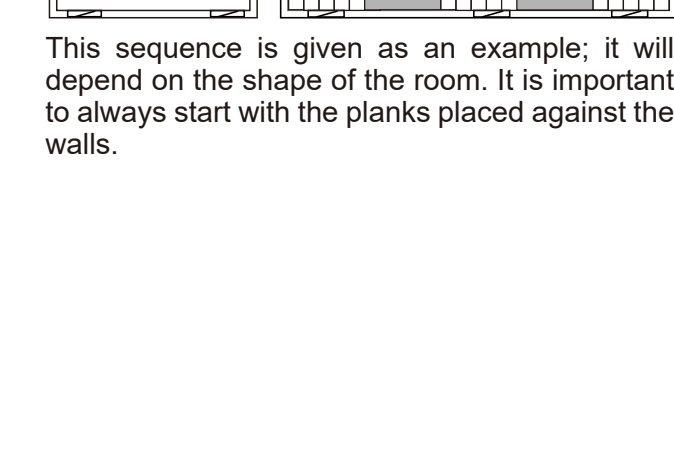 This sequence is given as an example; it will
depend on the shape of the room. It is important
to always start with the planks placed against the
walls.